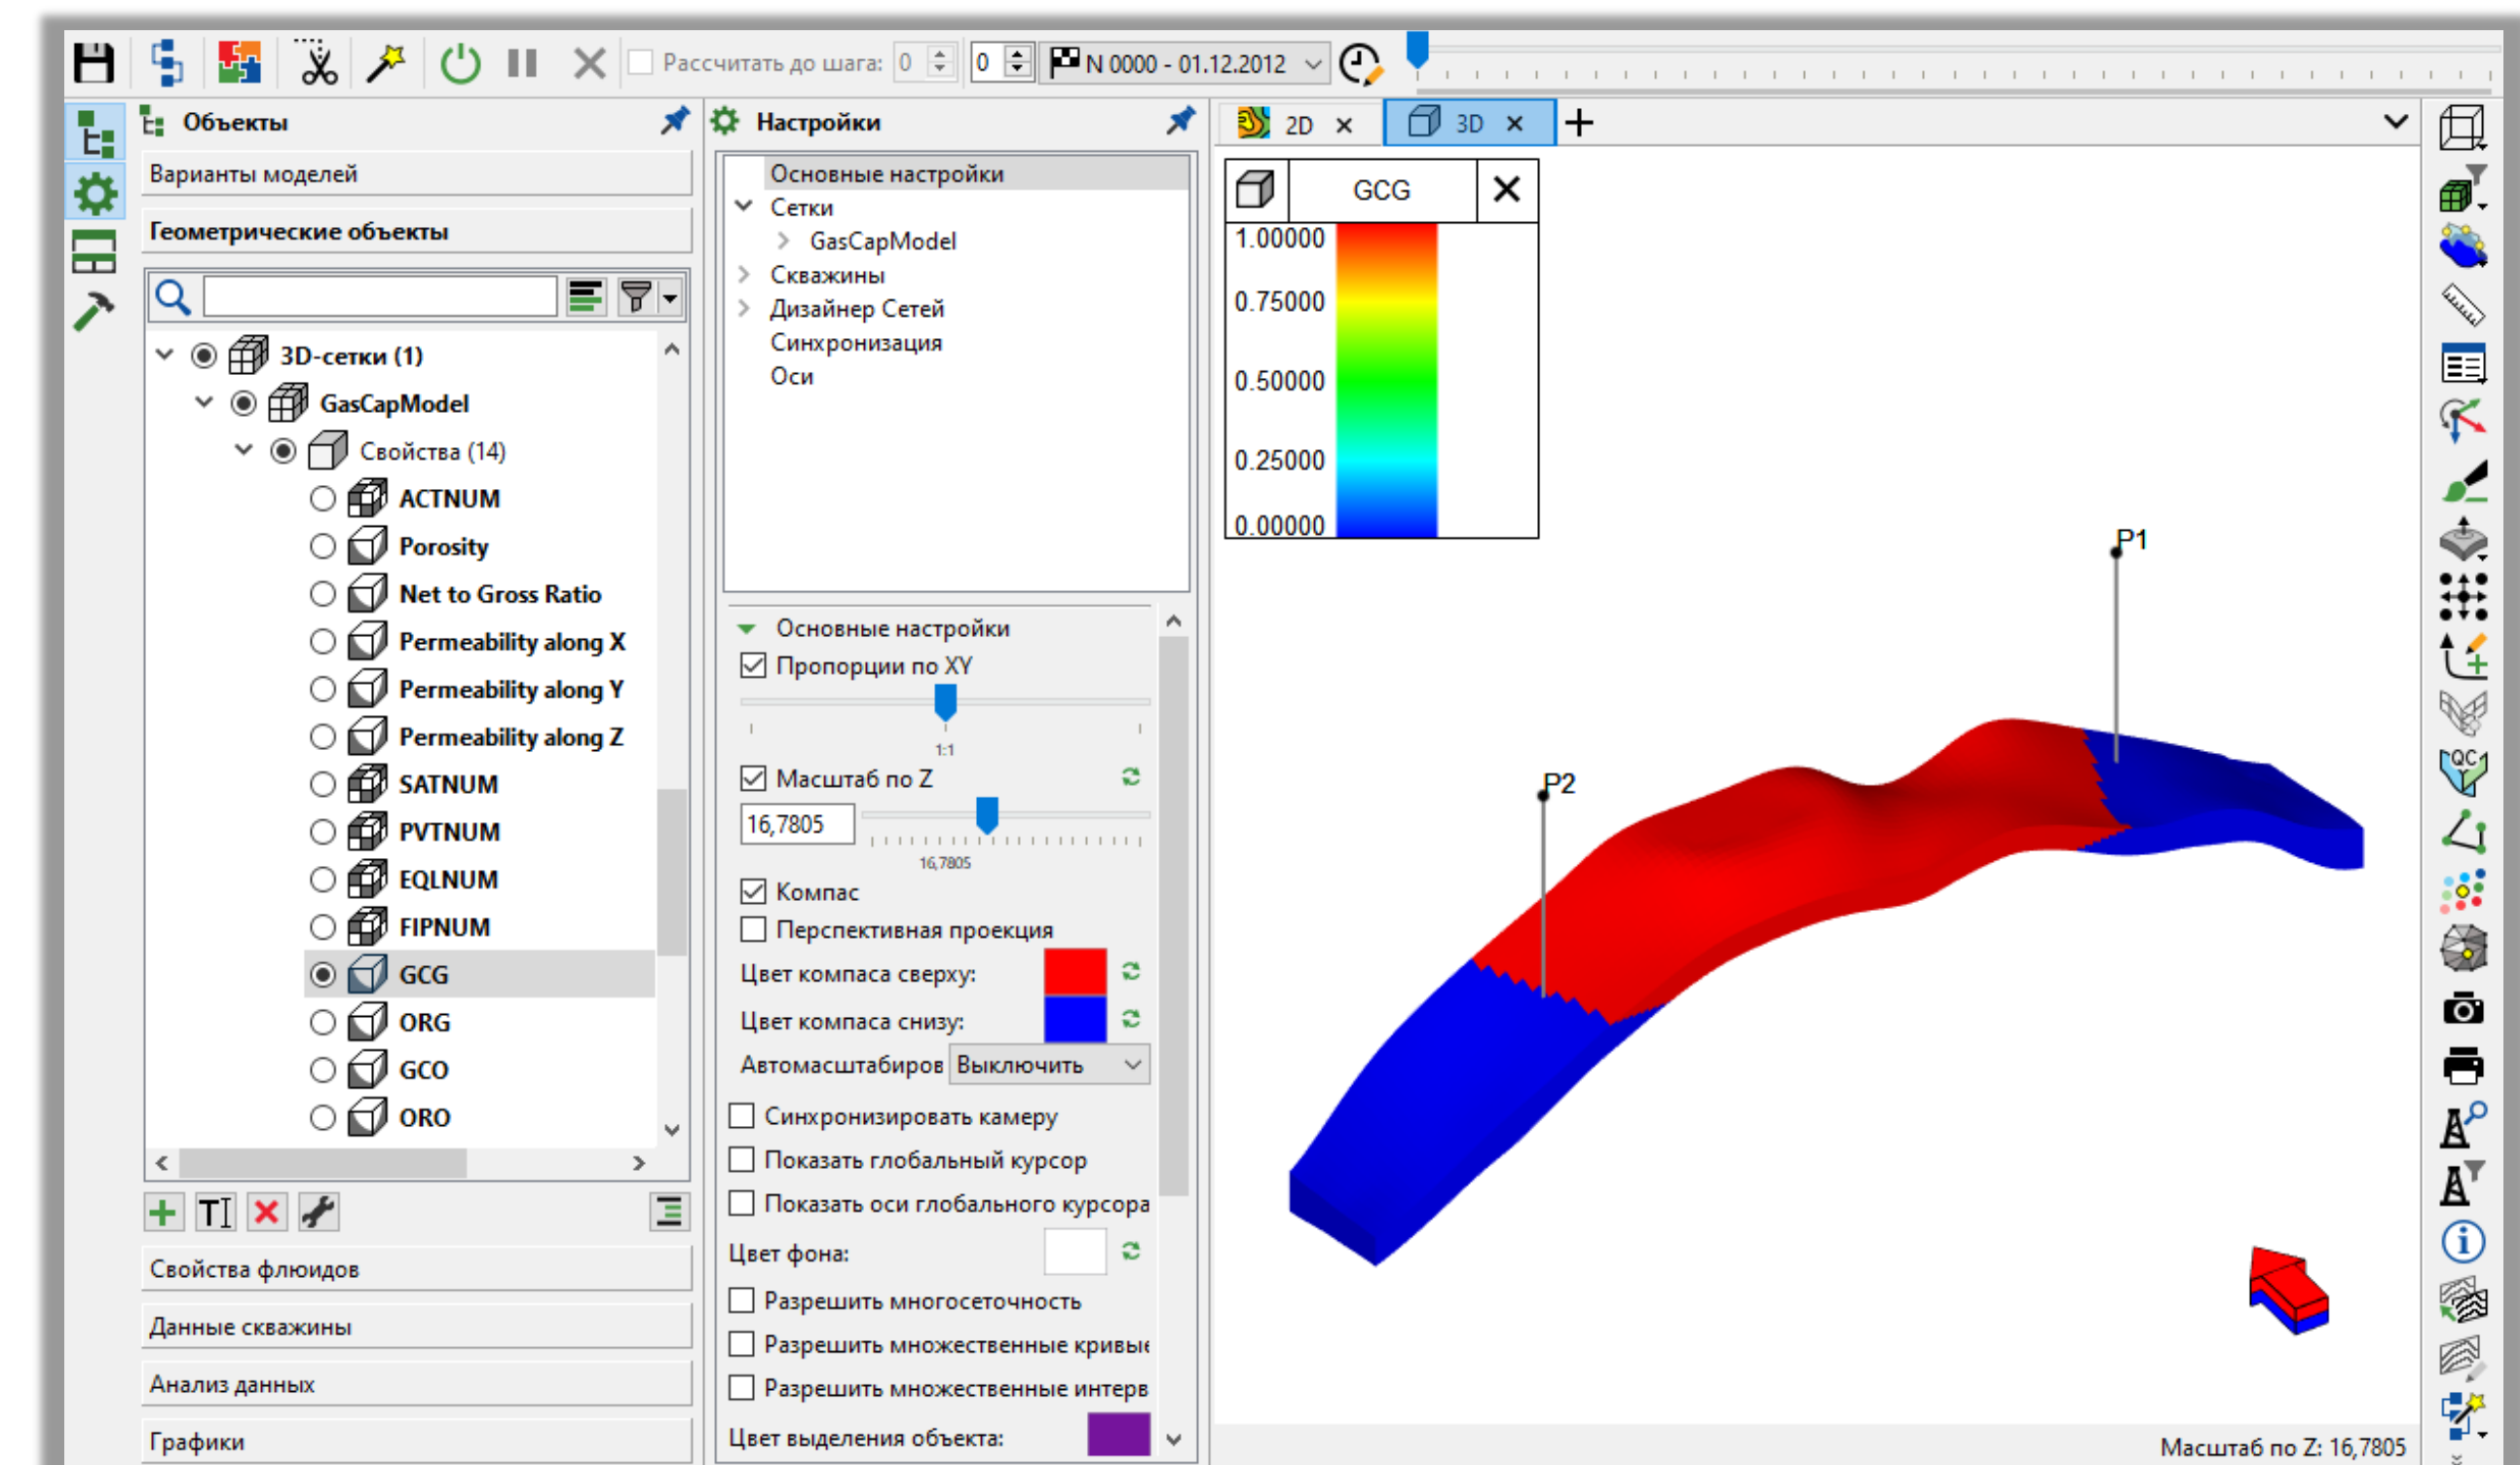 Рассчитать до шага: 0 0 N 0000 - 01.12.2012
Объекты
Варианты моделей
Геометрические объекты
3D-сетки (1)
GasCapModel
Свойства (14)
ACTNUM
Porosity
Net to Gross Ratio
Permeability along X
Permeability along Y
Permeability along Z
SATNUM
PVTNUM
EQLNUM
FIPNUM
GCG
ORG
GCO
ORO
Свойства флюидов
Данные скважины
Анализ данных
Графики
Настройки
Основные настройки
Сетки
GasCapModel
Скважины
Дизайнер Сетей
Синхронизация
Оси
Основные настройки
Пропорции по XY
1:1
Масштаб по Z
16,7805
16,7805
Компас
Перспективная проекция
Цвет компаса сверху:
Цвет компаса снизу:
Автомасштабиров Выключить
Синхронизировать камеру
Показать глобальный курсор
Показать оси глобального курсора
Цвет фона:
Разрешить многосеточность
Разрешить множественные кривые
Разрешить множественные интерв
Цвет выделения объекта:
2D 3D
GCG
1.00000
0.75000
0.50000
0.25000
0.00000
P1
P2
QC
Масштаб по Z: 16,7805